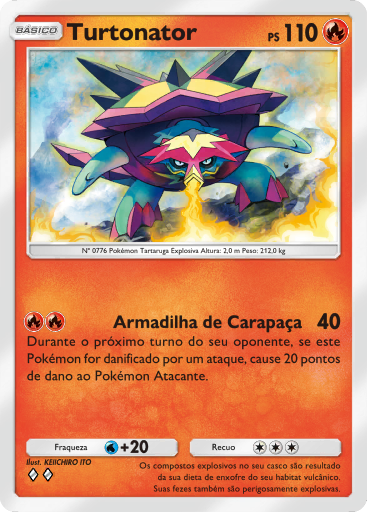 BÁSICO Turtonator PS 110
Nº 0776 Pokémon Tartaruga Explosiva Altura: 2,0 m Peso: 212,0 kg
Armadilha de Carapaça 40
Durante o próximo turno do seu oponente, se este
Pokémon for danificado por um ataque, cause 20 pontos
de dano ao Pokémon Atacante.
Fraqueza +20 Recuo
Ilust. KEIICHIRO ITO
Os compostos explosivos no seu casco são resultado
da sua dieta de enxofre do seu habitat vulcânico.
Suas fezes também são perigosamente explosivas.